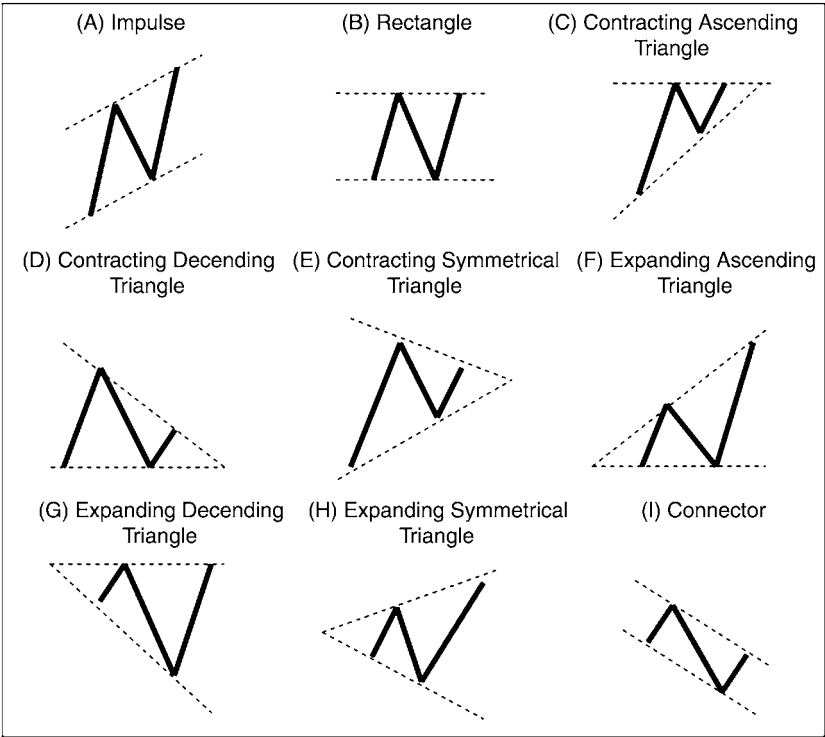 (A) Impulse
(B) Rectangle
(C) Contracting Ascending
Triangle
(D) Contracting Decending
Triangle
(E) Contracting Symmetrical
Triangle
(F) Expanding Ascending
Triangle
(G) Expanding Decending
Triangle
(H) Expanding Symmetrical
Triangle
(I) Connector